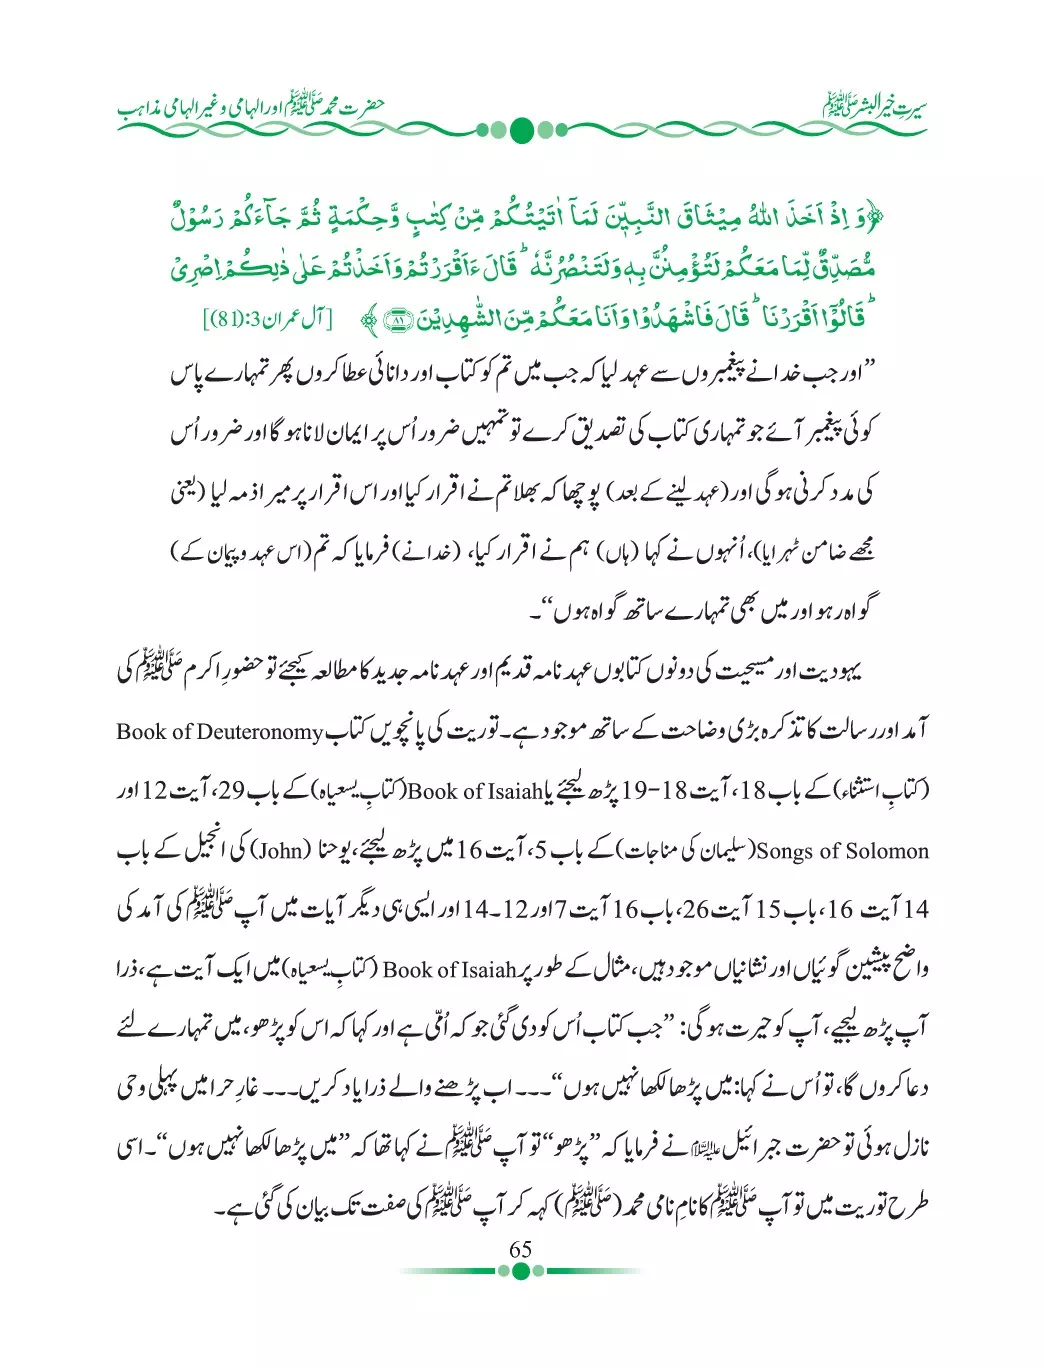 سیرتِ خیر البشر ﷺ
حضرت محمد ﷺ اور الہامی و غیر الہامی مذاہب
﴿وَ اِذْ اَخَذَ اللّٰهُ مِیْثَاقَ النَّبِیّٖنَ لَمَاۤ اٰتَیْتُكُمْ مِّنْ كِتٰبٍ وَّحِكْمَةٍ ثُمَّ جَآءَكُمْ رَسُوْلٌ
مُّصَدِّقٌ لِّمَا مَعَكُمْ لَتُؤْمِنُنَّ بِهٖ وَلَتَنْصُرُنَّهٗ ؕ قَالَ ءَاَقْرَرْتُمْ وَاَخَذْتُمْ عَلٰی ذٰلِكُمْ اِصْرِیْ
ؕ قَالُوْۤا اَقْرَرْنَا ؕ قَالَ فَاشْهَدُوْا وَاَنَا مَعَكُمْ مِّنَ الشّٰهِدِیْنَ ۸۱﴾ [آل عمران 3:(81)]
”اور جب خدا نے پیغمبروں سے عہد لیا کہ جب میں تم کو کتاب اور دانائی عطا کروں پھر تمہارے پاس
کوئی پیغمبر آئے جو تمہاری کتاب کی تصدیق کرے تو تمہیں ضرور اُس پر ایمان لانا ہو گا اور ضرور اُس
کی مدد کرنی ہوگی اور (عہد لینے کے بعد) پوچھا کہ بھلا تم نے اقرار کیا اور اس اقرار پر میرا ذمہ لیا (یعنی
مجھے ضامن ٹہرایا)، اُنہوں نے کہا (ہاں) ہم نے اقرار کیا، (خدا نے) فرمایا کہ تم (اس عہد و پیمان کے)
گواہ رہو اور میں بھی تمہارے ساتھ گواہ ہوں“۔
یہودیت اور مسیحیت کی دونوں کتابوں عہد نامہ قدیم اور عہد نامہ جدید کا مطالعہ کیجئے تو حضورِ اکرم ﷺ کی
آمد اور رسالت کا تذکرہ بڑی وضاحت کے ساتھ موجود ہے۔ توریت کی پانچویں کتاب Book of Deuteronomy
(کتابِ استثناء) کے باب 18، آیت 18-19 پڑھ لیجئے یا Book of Isaiah (کتابِ یسعیاہ) کے باب 29، آیت 12 اور
Songs of Solomon (سلیمان کی مناجات) کے باب 5، آیت 16 میں پڑھ لیجئے، یوحنا (John) کی انجیل کے باب
14 آیت 16، باب 15 آیت 26، باب 16 آیت 7 اور 12۔14 اور ایسی ہی دیگر آیات میں آپ ﷺ کی آمد کی
واضح پیشین گوئیاں اور نشانیاں موجود ہیں، مثال کے طور پر Book of Isaiah (کتابِ یسعیاہ) میں ایک آیت ہے، ذرا
آپ پڑھ لیجیے، آپ کو حیرت ہوگی: ”جب کتاب اُس کو دی گئی جو کہ اُمّی ہے اور کہا کہ اس کو پڑھو، میں تمہارے لئے
دعا کروں گا، تو اُس نے کہا: میں پڑھا لکھا نہیں ہوں“۔۔۔ اب پڑھنے والے ذرا یاد کریں۔۔۔ غارِ حرا میں پہلی وحی
نازل ہوئی تو حضرت جبرائیل علیہ السلام نے فرمایا کہ ”پڑھو“ تو آپ ﷺ نے کہا تھا کہ ”میں پڑھا لکھا نہیں ہوں“۔ اسی
طرح توریت میں تو آپ ﷺ کا نامِ نامی محمد (ﷺ) کہہ کر آپ ﷺ کی صفت تک بیان کی گئی ہے۔
65